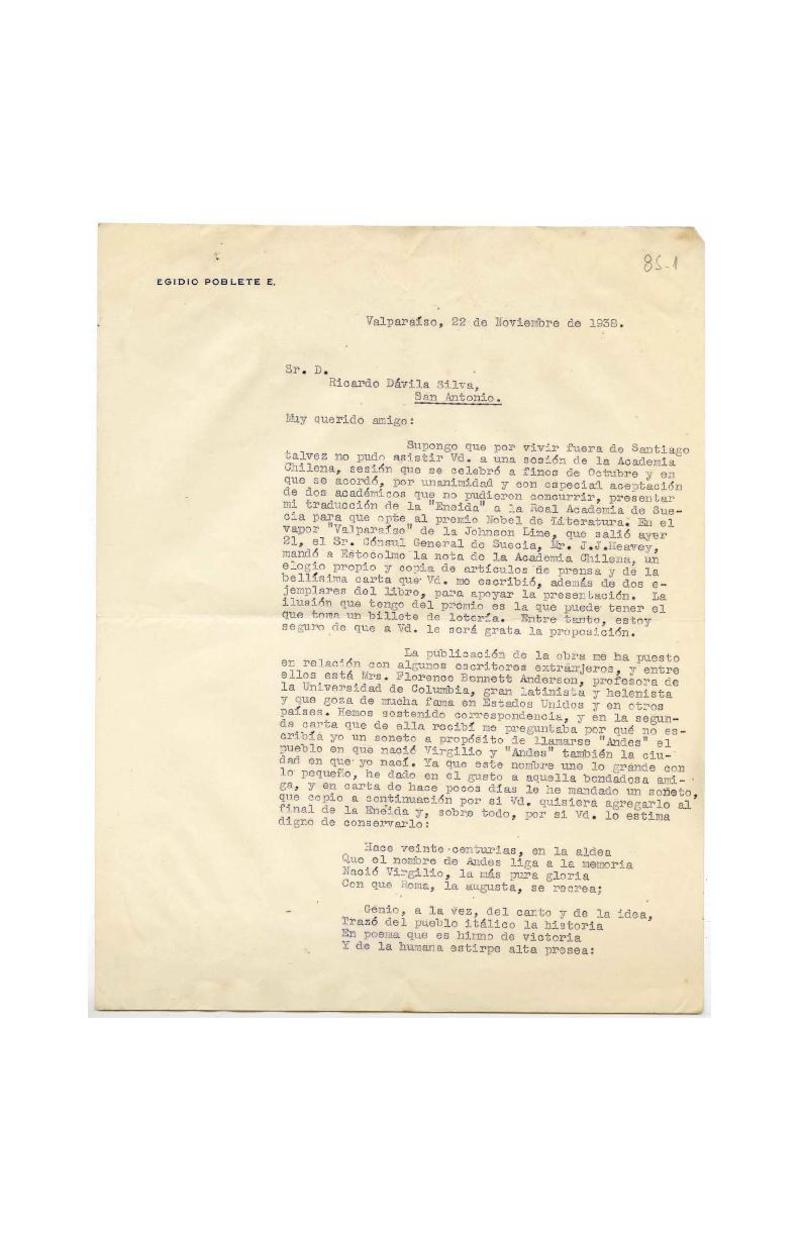 85-1
EGIDIO POBLETE E.
Valparaíso, 22 de Noviembre de 1938.
Sr. D.
Ricardo Dávila Silva,
San Antonio.
Muy querido amigo:
Supongo que por vivir fuera de Santiago
talvez no pudo asistir Vd. a una sesión de la Academia
Chilena, sesión que se celebró a fines de Octubre y en
que se acordó, por unanimidad y con especial aceptación
de dos académicos que no pudieron concurrir, presentar
mi traducción de la "Eneida" a la Real Academia de Sue-
cia para que opte al premio Nobel de Literatura. En el
vapor "Valparaíso" de la Johnson Line, que salió ayer
21, el Sr. Cónsul General de Suecia, Mr. J.J.Heavey,
mandó a Estocolmo la nota de la Academia Chilena, un
elogio propio y copia de artículos de prensa y de la
bellísima carta que Vd. me escribió, además de dos e-
jemplares del libro, para apoyar la presentación. La
ilusión que tengo del premio es la que puede tener el
que toma un billete de lotería. Entre tanto, estoy
seguro de que a Vd. le será grata la proposición.
La publicación de la obra me ha puesto
en relación con algunos escritores extranjeros, y entre
ellos está Mrs. Florence Bennett Anderson, profesora de
la Universidad de Columbia, gran latinista y helenista
y que goza de mucha fama en Estados Unidos y en otros
países. Hemos sostenido correspondencia, y en la segun-
da carta que de ella recibí me preguntaba por qué no es-
cribía yo un soneto a propósito de llamarse "Andes" el
pueblo en que nació Virgilio y "Andes" también la ciu-
dad en que yo nací. Ya que este nombre une lo grande con
lo pequeño, he dado en el gusto a aquella bondadosa ami-
ga, y en carta de hace pocos días le he mandado un soneto,
que copio a continuación por si Vd. quisiera agregarlo al
final de la Eneida y, sobre todo, por si Vd. lo estima
digno de conservarlo:
Hace veinte centurias, en la aldea
Que el nombre de Andes liga a la memoria
Nació Virgilio, la más pura gloria
Con que Roma, la augusta, se recrea;
Genio, a la vez, del canto y de la idea,
Trazó del pueblo itálico la historia
En poema que es himno de victoria
Y de la humana estirpe alta presea: